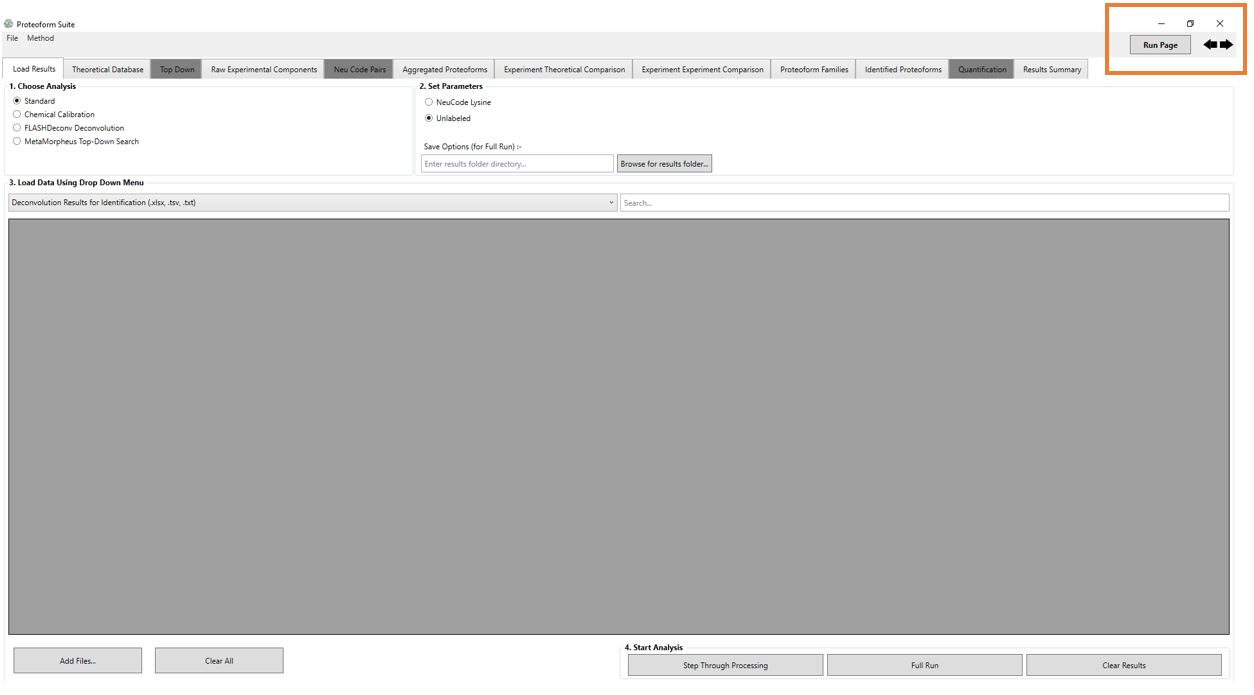 Proteoform Suite
File Method
Run Page
Load Results Theoretical Database Top Down Raw Experimental Components Neu Code Pairs Aggregated Proteoforms Experiment Theoretical Comparison Experiment Experiment Comparison Proteoform Families Identified Proteoforms Quantification Results Summary
1. Choose Analysis
Standard
Chemical Calibration
FLASHDeconv Deconvolution
MetaMorpheus Top-Down Search
2. Set Parameters
NeuCode Lysine
Unlabeled
Save Options (for Full Run) :-
Enter results folder directory... Browse for results folder...
3. Load Data Using Drop Down Menu
Deconvolution Results for Identification (.xlsx, .tsv, .txt) Search...
Add Files... Clear All
4. Start Analysis
Step Through Processing Full Run Clear Results